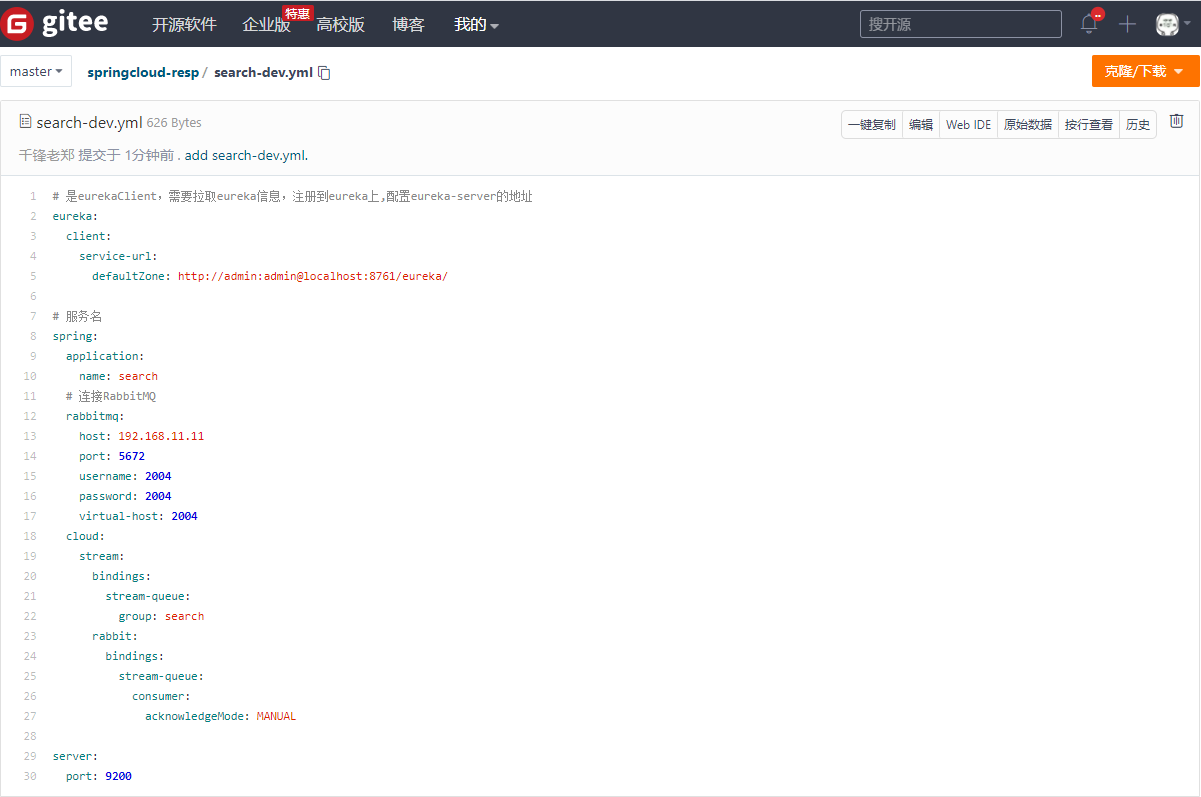 gitee
开源软件
企业版
特惠
高校版
博客
我的
搜开源
master
springcloud-resp / search-dev.yml
克隆/下载
search-dev.yml 626 Bytes
一键复制
编辑
Web IDE
原始数据
按行查看
历史
千锋老郑 提交于 1分钟前 . add search-dev.yml.
1 # 是eurekaClient，需要拉取eureka信息，注册到eureka上,配置eureka-server的地址
2 eureka:
3   client:
4     service-url:
5       defaultZone: http://admin:admin@localhost:8761/eureka/
6
7 # 服务名
8 spring:
9   application:
10     name: search
11   # 连接RabbitMQ
12   rabbitmq:
13     host: 192.168.11.11
14     port: 5672
15     username: 2004
16     password: 2004
17     virtual-host: 2004
18   cloud:
19     stream:
20       bindings:
21         stream-queue:
22           group: search
23       rabbit:
24         bindings:
25           stream-queue:
26             consumer:
27               acknowledgeMode: MANUAL
28
29 server:
30   port: 9200